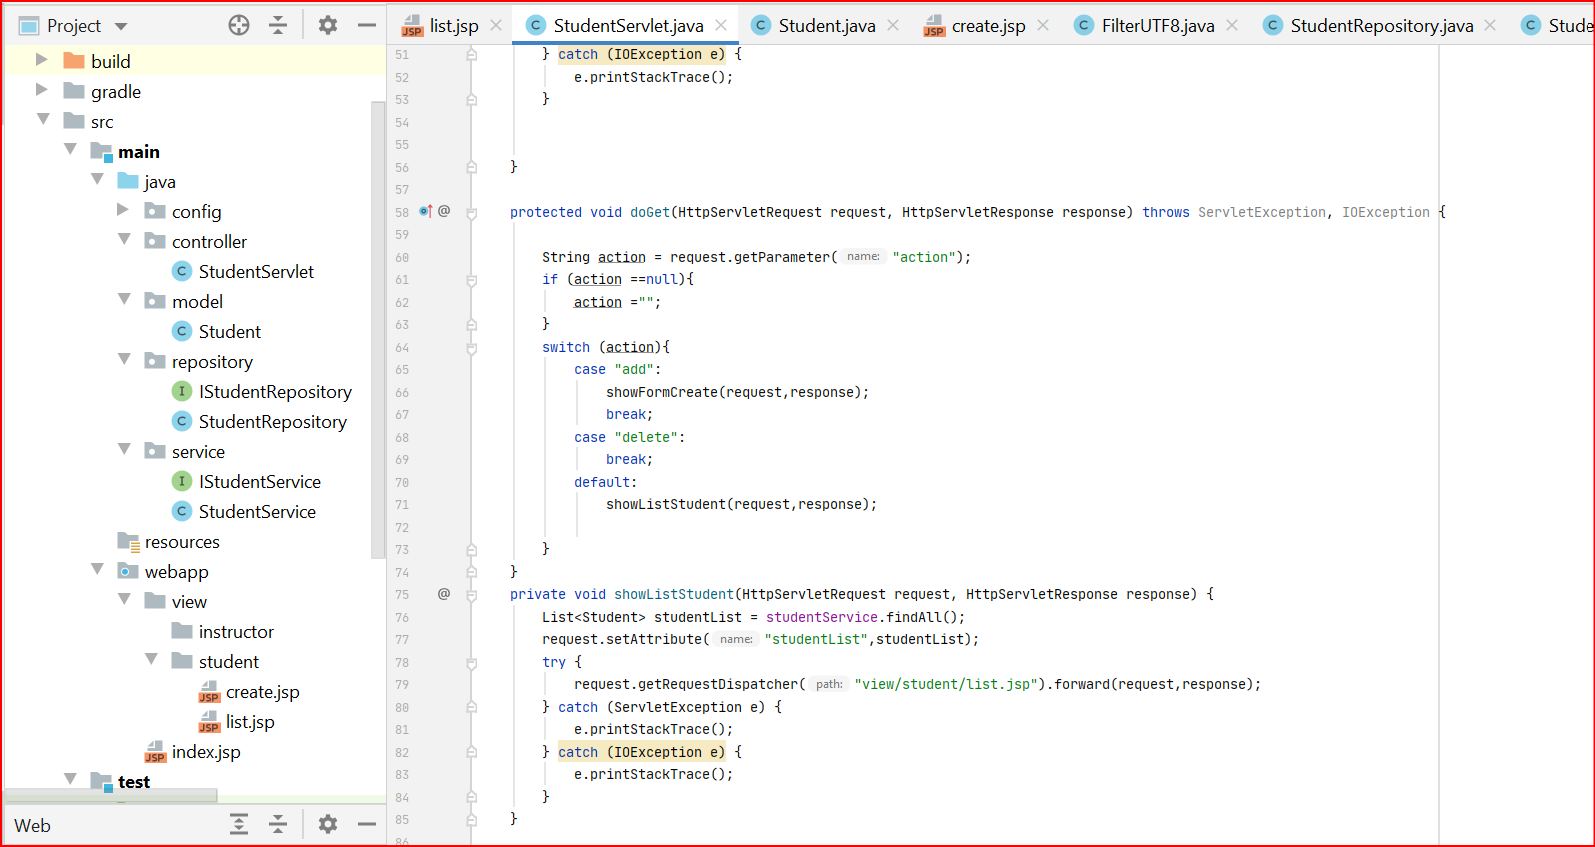 Project
list.jsp
StudentServlet.java
Student.java
create.jsp
FilterUTF8.java
StudentRepository.java
Stude
build
gradle
src
main
java
config
controller
C StudentServlet
model
C Student
repository
I IStudentRepository
C StudentRepository
service
I IStudentService
C StudentService
resources
webapp
view
instructor
student
JSP create.jsp
JSP list.jsp
JSP index.jsp
test
Web
51 } catch (IOException e) {
52 e.printStackTrace();
53 }
54
55
56 }
57
58 @ protected void doGet(HttpServletRequest request, HttpServletResponse response) throws ServletException, IOException {
59
60 String action = request.getParameter( name: "action");
61 if (action ==null){
62 action ="";
63 }
64 switch (action){
65 case "add":
66 showFormCreate(request,response);
67 break;
68 case "delete":
69 break;
70 default:
71 showListStudent(request,response);
72
73 }
74 }
75 @ private void showListStudent(HttpServletRequest request, HttpServletResponse response) {
76 List<Student> studentList = studentService.findAll();
77 request.setAttribute( name: "studentList",studentList);
78 try {
79 request.getRequestDispatcher( path: "view/student/list.jsp").forward(request,response);
80 } catch (ServletException e) {
81 e.printStackTrace();
82 } catch (IOException e) {
83 e.printStackTrace();
84 }
85 }
86